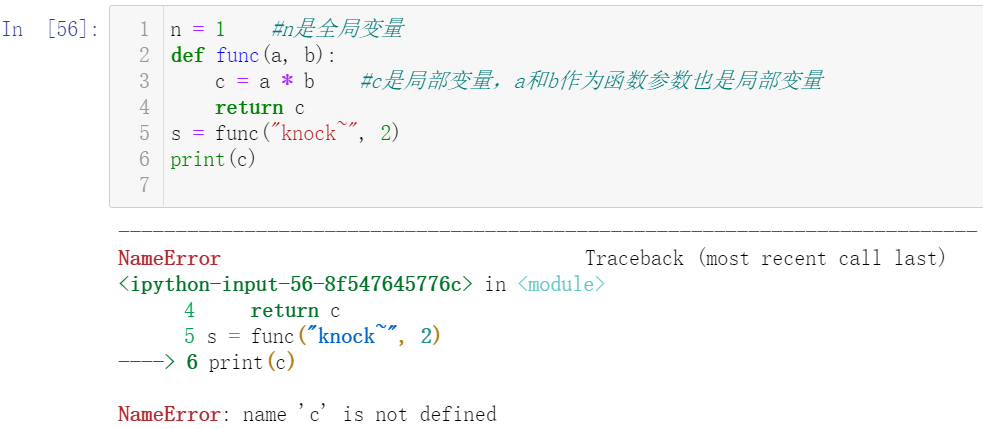 In [56]:
1 n = 1    #n是全局变量
2 def func(a, b):
3     c = a * b    #c是局部变量，a和b作为函数参数也是局部变量
4     return c
5 s = func("knock~", 2)
6 print(c)
7
---------------------------------------------------------------------------
NameError                                 Traceback (most recent call last)
<ipython-input-56-8f547645776c> in <module>
      4     return c
      5 s = func("knock~", 2)
----> 6 print(c)
NameError: name 'c' is not defined